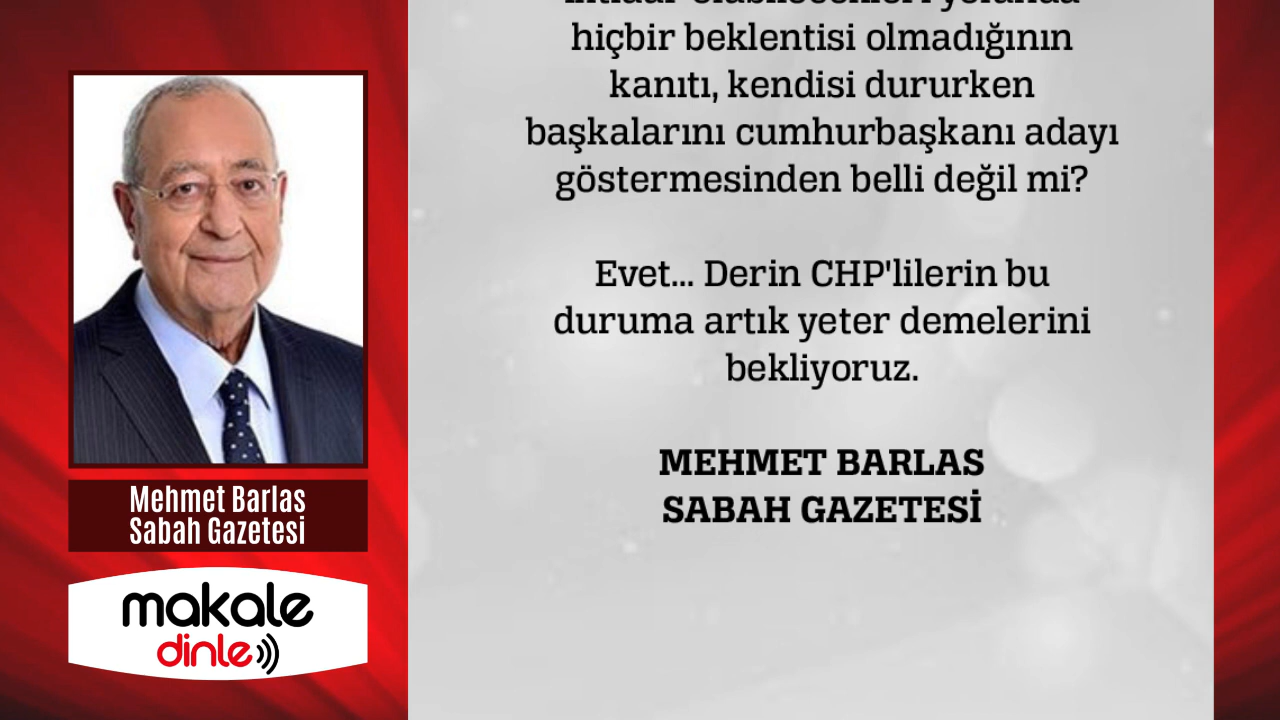 hiçbir beklentisi olmadığının
kanıtı, kendisi dururken
başkalarını cumhurbaşkanı adayı
göstermesinden belli değil mi?
Evet... Derin CHP'lilerin bu
duruma artık yeter demelerini
bekliyoruz.
MEHMET BARLAS
SABAH GAZETESİ
Mehmet Barlas
Sabah Gazetesi
makale
dinle